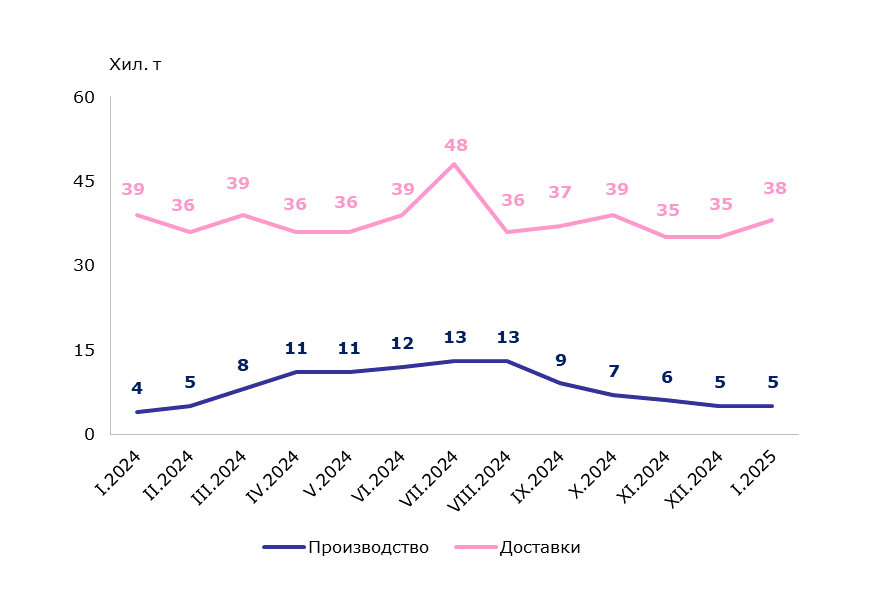 Хил. т
60
45
30
15
0
39 36 39 36 36 39 48 36 37 39 35 35 38
4 5 8 11 11 12 13 13 9 7 6 5 5
I.2024 II.2024 III.2024 IV.2024 V.2024 VI.2024 VII.2024 VIII.2024 IX.2024 X.2024 XI.2024 XII.2024 I.2025
Производство Доставки